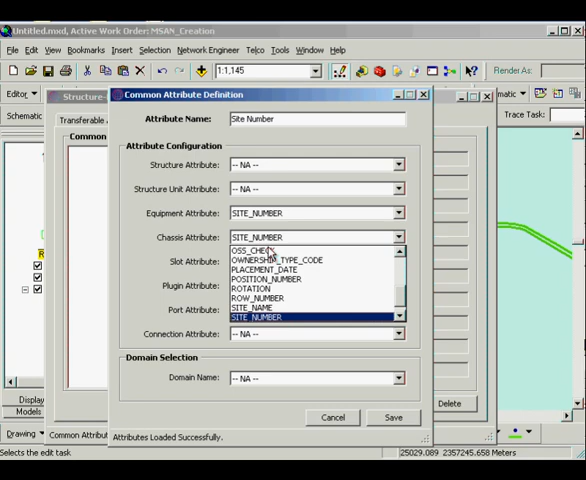 Untitled.mxd, Active Work Order: MSAN_Creation
File Edit View Bookmarks Insert Selection Network Engineer Telco Tools Window Help
1:1,145
Render As:
Editor
Structure-
Common Attribute Definition
matic
Schematic
Transferable
Attribute Name: Site Number
Trace Task:
Common
Attribute Configuration
Structure Attribute: -- NA --
Structure Unit Attribute: -- NA --
Equipment Attribute: SITE_NUMBER
Chassis Attribute: SITE_NUMBER
OSS_CHECK
Slot Attribute:
OWNERSHIP_TYPE_CODE
PLACEMENT_DATE
POSITION_NUMBER
Plugin Attribute:
ROTATION
ROW_NUMBER
Port Attribute:
SITE_NAME
SITE_NUMBER
Connection Attribute: -- NA --
Domain Selection
Domain Name: -- NA --
Display
Models
Delete
Cancel
Save
Drawing
Common Attribut
Attributes Loaded Successfully.
Selects the edit task
25029.089 2357245.658 Meters